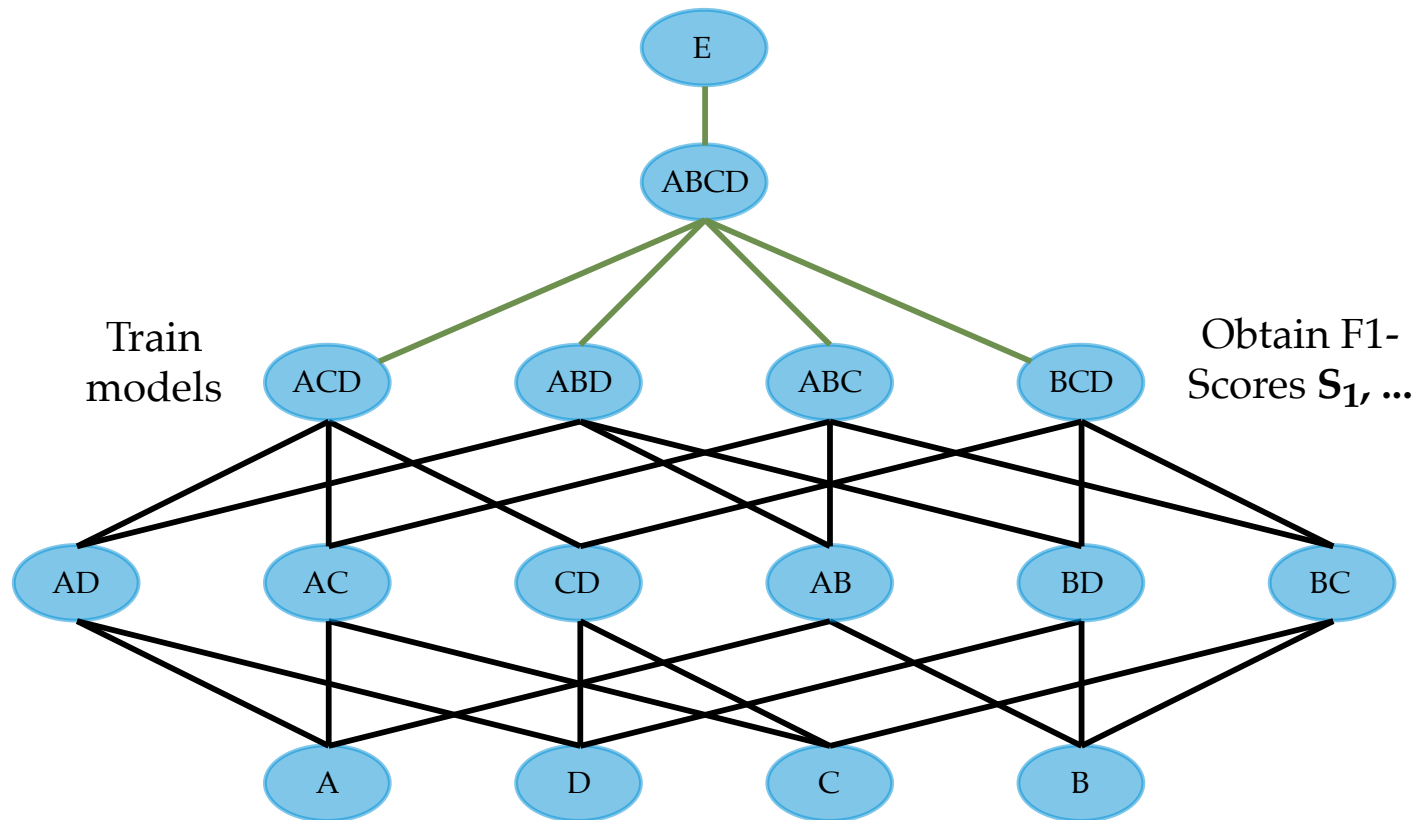 E
ABCD
Train
models
Obtain F1-
Scores S1, ...
ACD
ABD
ABC
BCD
AD
AC
CD
AB
BD
BC
A
D
C
B